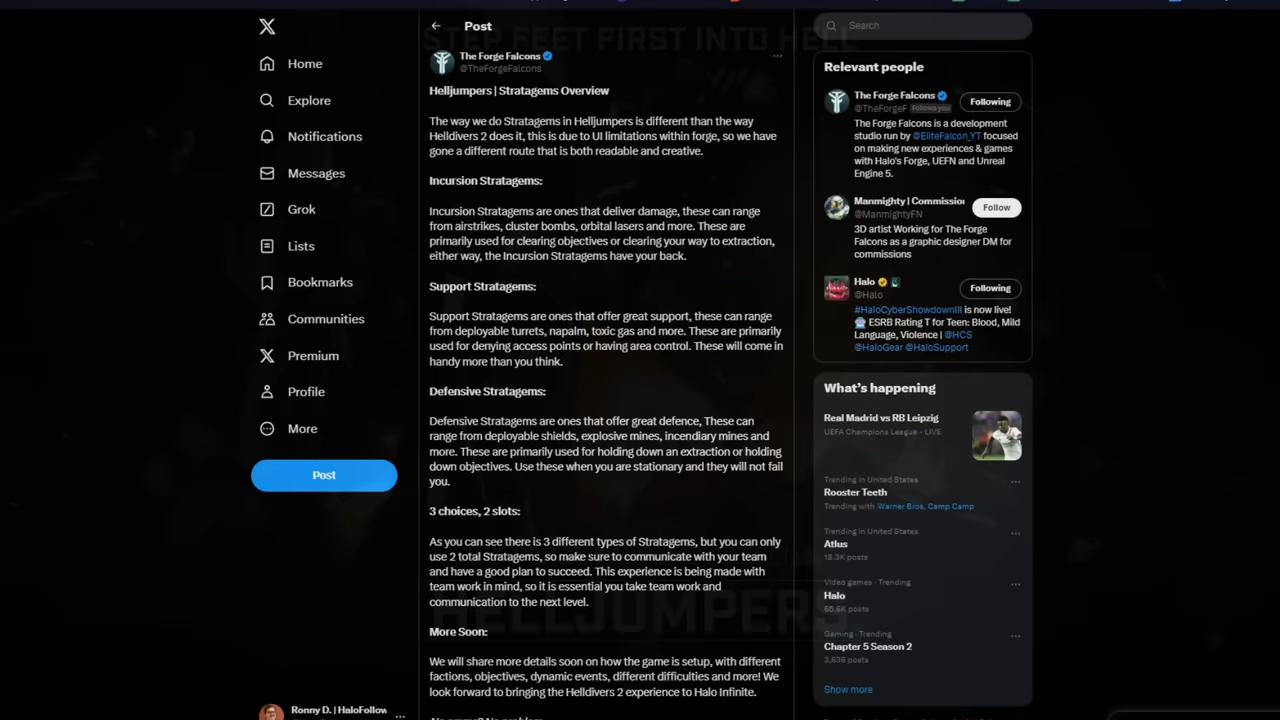 STEP FEET FIRST INTO HELL
Home
Explore
Notifications
Messages
Grok
Lists
Bookmarks
Communities
Premium
Profile
More
Post
Ronny D. | HaloFollow
Post
The Forge Falcons
@TheForgeFalcons
Helljumpers | Stratagems Overview
The way we do Stratagems in Helljumpers is different than the way
Helldivers 2 does it, this is due to UI limitations within forge, so we have
gone a different route that is both readable and creative.
Incursion Stratagems:
Incursion Stratagems are ones that deliver damage, these can range
from airstrikes, cluster bombs, orbital lasers and more. These are
primarily used for clearing objectives or clearing your way to extraction,
either way, the Incursion Stratagems have your back.
Support Stratagems:
Support Stratagems are ones that offer great support, these can range
from deployable turrets, napalm, toxic gas and more. These are primarily
used for denying access points or having area control. These will come in
handy more than you think.
Defensive Stratagems:
Defensive Stratagems are ones that offer great defence, These can
range from deployable shields, explosive mines, incendiary mines and
more. These are primarily used for holding down an extraction or holding
down objectives. Use these when you are stationary and they will not fail
you.
3 choices, 2 slots:
As you can see there is 3 different types of Stratagems, but you can only
use 2 total Stratagems, so make sure to communicate with your team
and have a good plan to succeed. This experience is being made with
team work in mind, so it is essential you take team work and
communication to the next level.
HELLJUMPERS
More Soon:
We will share more details soon on how the game is setup, with different
factions, objectives, dynamic events, different difficulties and more! We
look forward to bringing the Helldivers 2 experience to Halo Infinite.
Search
Relevant people
The Forge Falcons
@TheForgeF Follows you
Following
The Forge Falcons is a development
studio run by @EliteFalcon_YT focused
on making new experiences & games
with Halo's Forge, UEFN and Unreal
Engine 5.
Manmighty | Commission
@ManmightyFN
Follow
3D artist Working for The Forge
Falcons as a graphic designer DM for
commissions
Halo
@Halo
Following
#HaloCyberShowdownIII is now live!
ESRB Rating T for Teen: Blood, Mild
Language, Violence | @HCS
@HaloGear @HaloSupport
What's happening
Real Madrid vs RB Leipzig
UEFA Champions League · LIVE
Trending in United States
Rooster Teeth
Trending with Warner Bros, Camp Camp
Trending in United States
Atlus
Video games · Trending
Halo
65.6K posts
Gaming · Trending
Chapter 5 Season 2
3,636 posts
Show more